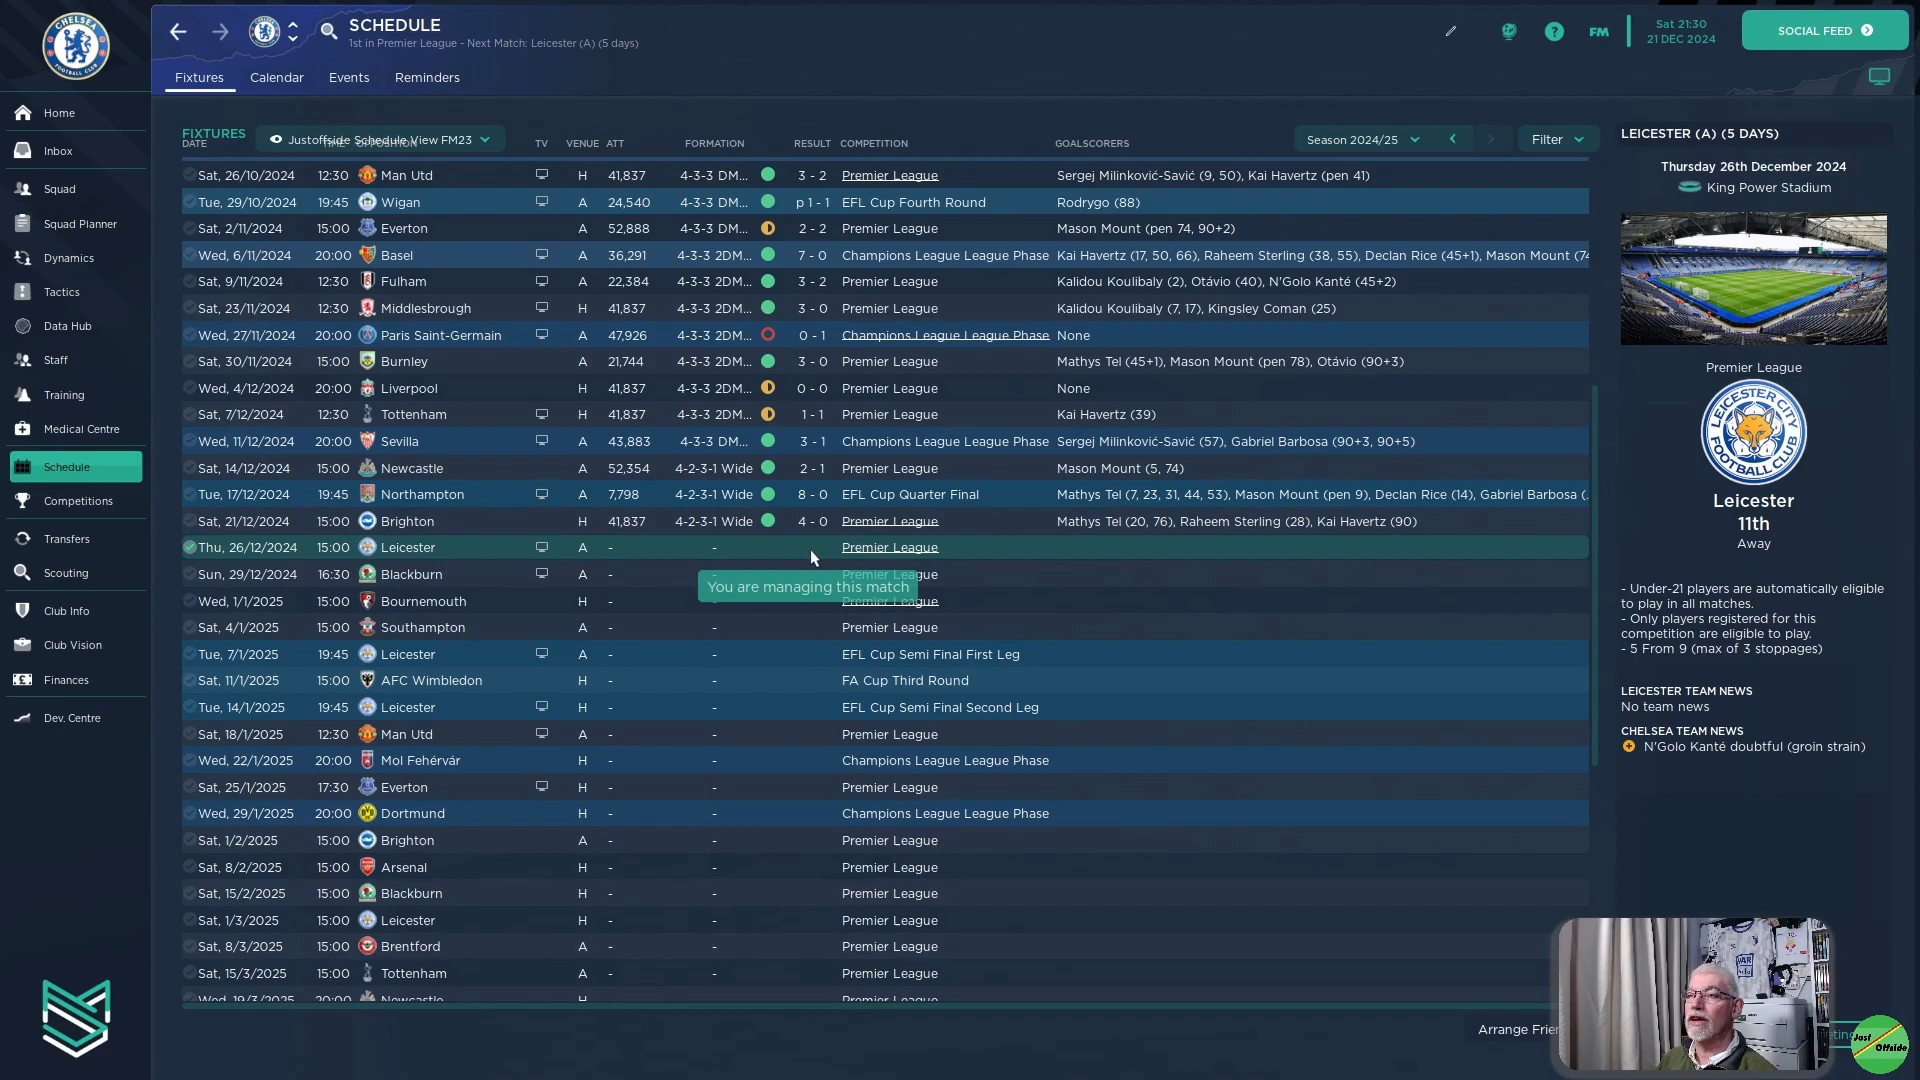 SCHEDULE
1st in Premier League - Next Match: Leicester (A) (5 days)
FM
Sat 21:30
21 DEC 2024
SOCIAL FEED
Fixtures Calendar Events Reminders
CHELSEA
FOOTBALL CLUB
Home
Inbox
Squad
Squad Planner
Dynamics
Tactics
Data Hub
Staff
Training
Medical Centre
Schedule
Competitions
Transfers
Scouting
Club Info
Club Vision
Finances
Dev. Centre
FIXTURES Justoffside Schedule View FM23 Season 2024/25 Filter
DATE TIME OPPOSITION TV VENUE ATT FORMATION RESULT COMPETITION GOALSCORERS
Sat, 26/10/2024 12:30 Man Utd H 41,837 4-3-3 DM... 3 - 2 Premier League Sergej Milinković-Savić (9, 50), Kai Havertz (pen 41)
Tue, 29/10/2024 19:45 Wigan A 24,540 4-3-3 DM... p 1 - 1 EFL Cup Fourth Round Rodrygo (88)
Sat, 2/11/2024 15:00 Everton A 52,888 4-3-3 DM... 2 - 2 Premier League Mason Mount (pen 74, 90+2)
Wed, 6/11/2024 20:00 Basel A 36,291 4-3-3 2DM... 7 - 0 Champions League League Phase Kai Havertz (17, 50, 66), Raheem Sterling (38, 55), Declan Rice (45+1), Mason Mount (74
Sat, 9/11/2024 12:30 Fulham A 22,384 4-3-3 2DM... 3 - 2 Premier League Kalidou Koulibaly (2), Otávio (40), N'Golo Kanté (45+2)
Sat, 23/11/2024 12:30 Middlesbrough H 41,837 4-3-3 2DM... 3 - 0 Premier League Kalidou Koulibaly (7, 17), Kingsley Coman (25)
Wed, 27/11/2024 20:00 Paris Saint-Germain A 47,926 4-3-3 2DM... 0 - 1 Champions League League Phase None
Sat, 30/11/2024 15:00 Burnley A 21,744 4-3-3 2DM... 3 - 0 Premier League Mathys Tel (45+1), Mason Mount (pen 78), Otávio (90+3)
Wed, 4/12/2024 20:00 Liverpool H 41,837 4-3-3 2DM... 0 - 0 Premier League None
Sat, 7/12/2024 12:30 Tottenham H 41,837 4-3-3 2DM... 1 - 1 Premier League Kai Havertz (39)
Wed, 11/12/2024 20:00 Sevilla A 43,883 4-3-3 DM... 3 - 1 Champions League League Phase Sergej Milinković-Savić (57), Gabriel Barbosa (90+3, 90+5)
Sat, 14/12/2024 15:00 Newcastle A 52,354 4-2-3-1 Wide 2 - 1 Premier League Mason Mount (5, 74)
Tue, 17/12/2024 19:45 Northampton A 7,798 4-2-3-1 Wide 8 - 0 EFL Cup Quarter Final Mathys Tel (7, 23, 31, 44, 53), Mason Mount (pen 9), Declan Rice (14), Gabriel Barbosa (...
Sat, 21/12/2024 15:00 Brighton H 41,837 4-2-3-1 Wide 4 - 0 Premier League Mathys Tel (20, 76), Raheem Sterling (28), Kai Havertz (90)
Thu, 26/12/2024 15:00 Leicester A - - Premier League
Sun, 29/12/2024 16:30 Blackburn A - - Premier League
You are managing this match
Wed, 1/1/2025 15:00 Bournemouth H - - Premier League
Sat, 4/1/2025 15:00 Southampton A - - Premier League
Tue, 7/1/2025 19:45 Leicester A - - EFL Cup Semi Final First Leg
Sat, 11/1/2025 15:00 AFC Wimbledon H - - FA Cup Third Round
Tue, 14/1/2025 19:45 Leicester H - - EFL Cup Semi Final Second Leg
Sat, 18/1/2025 12:30 Man Utd A - - Premier League
Wed, 22/1/2025 20:00 Mol Fehérvár H - - Champions League League Phase
Sat, 25/1/2025 17:30 Everton H - - Premier League
Wed, 29/1/2025 20:00 Dortmund H - - Champions League League Phase
Sat, 1/2/2025 15:00 Brighton A - - Premier League
Sat, 8/2/2025 15:00 Arsenal H - - Premier League
Sat, 15/2/2025 15:00 Blackburn H - - Premier League
Sat, 1/3/2025 15:00 Leicester H - - Premier League
Sat, 8/3/2025 15:00 Brentford A - - Premier League
Sat, 15/3/2025 15:00 Tottenham A - - Premier League
Wed, 19/3/2025 20:00 Newcastle H Premier League
LEICESTER (A) (5 DAYS)
Thursday 26th December 2024
King Power Stadium
Premier League
LEICESTER CITY
FOOTBALL CLUB
Leicester
11th
Away
- Under-21 players are automatically eligible
to play in all matches.
- Only players registered for this
competition are eligible to play.
- 5 From 9 (max of 3 stoppages)
LEICESTER TEAM NEWS
No team news
CHELSEA TEAM NEWS
N'Golo Kanté doubtful (groin strain)
Arrange Frien
Just
Offside